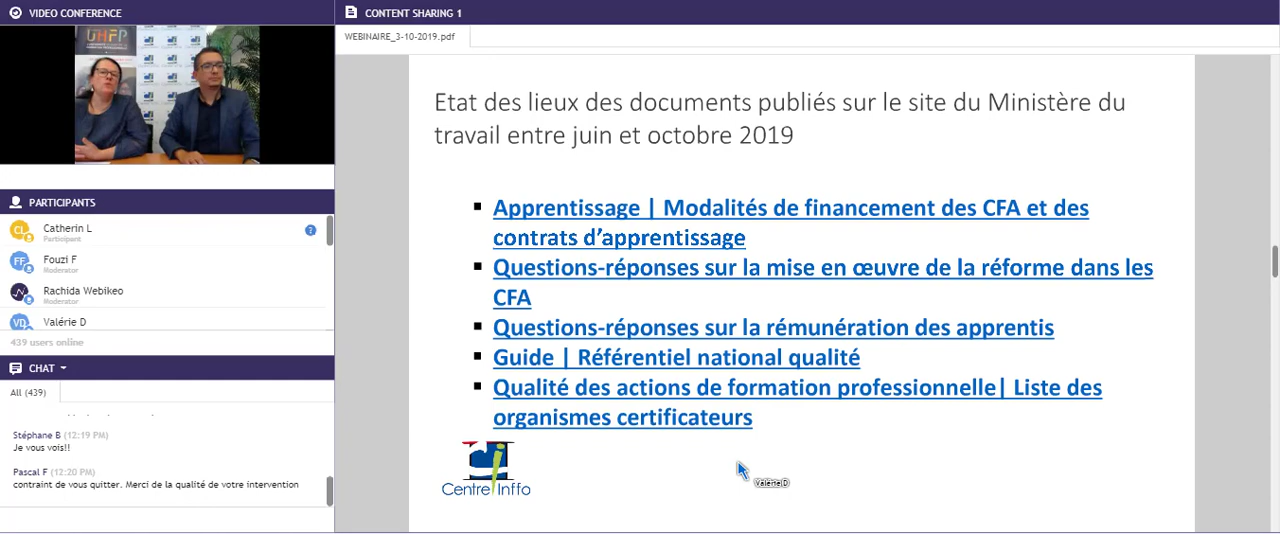 VIDEO CONFERENCE
UHFP
PARTICIPANTS
CL
Catherin L
Participant
?
FF
Fouzi F
Moderator
Rachida Webikeo
Moderator
VD
Valérie D
439 users online
CHAT
All (439)
Stéphane B (12:19 PM)
Je vous vois!!
Pascal F (12:20 PM)
contraint de vous quitter. Merci de la qualité de votre intervention
CONTENT SHARING 1
WEBINAIRE_3-10-2019.pdf
Etat des lieux des documents publiés sur le site du Ministère du
travail entre juin et octobre 2019
Apprentissage | Modalités de financement des CFA et des
contrats d’apprentissage
Questions-réponses sur la mise en œuvre de la réforme dans les
CFA
Questions-réponses sur la rémunération des apprentis
Guide | Référentiel national qualité
Qualité des actions de formation professionnelle| Liste des
organismes certificateurs
Centre Inffo
Valérie D